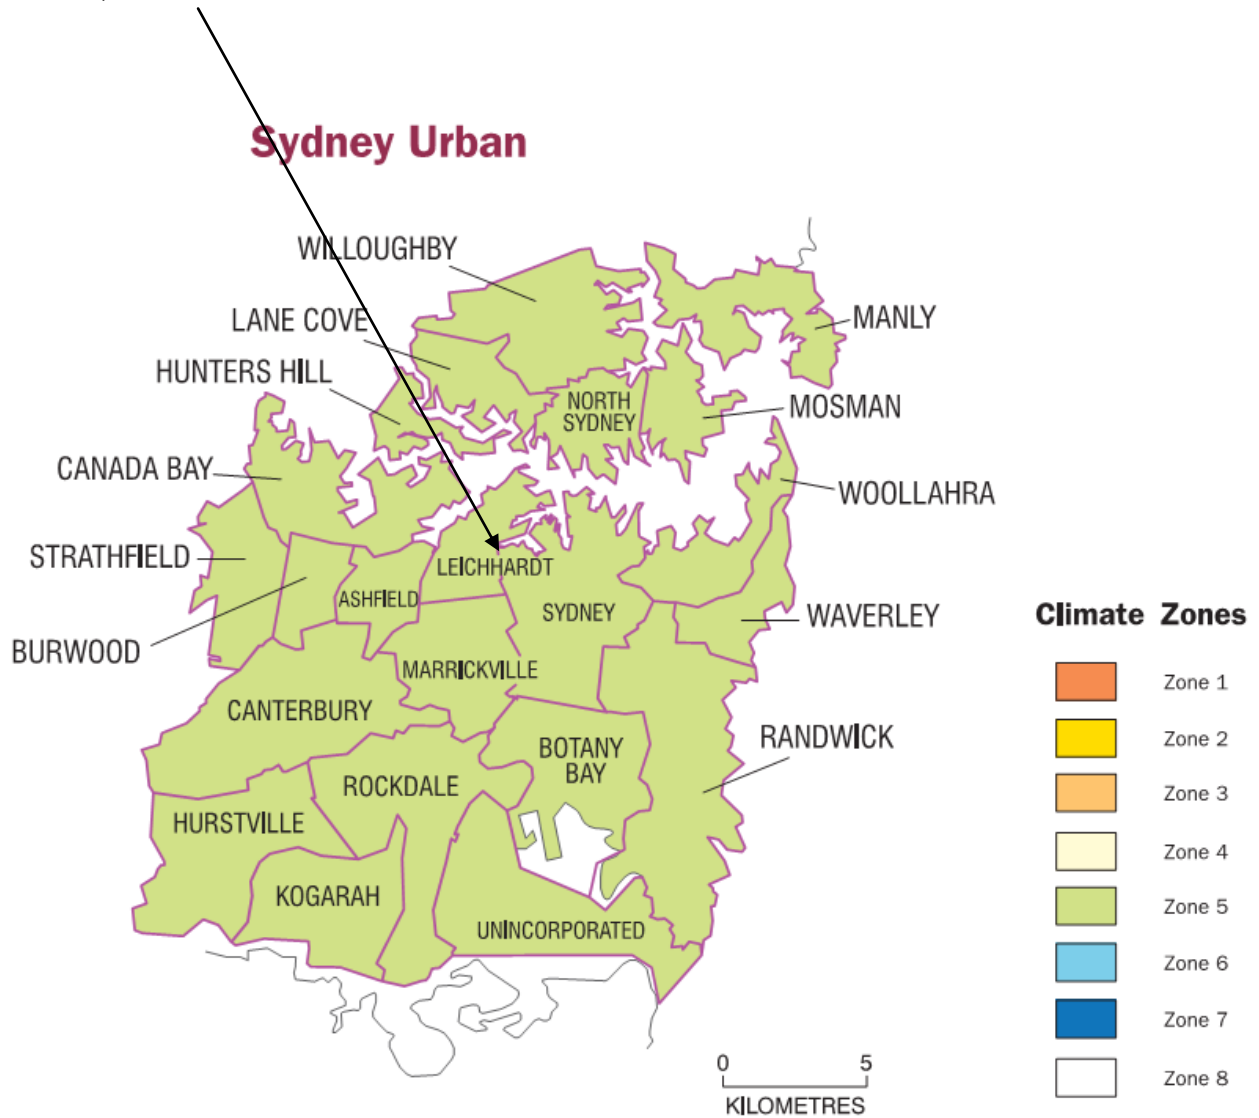 Sydney Urban
WILLOUGHBY
LANE COVE
MANLY
HUNTERS HILL
NORTH
SYDNEY
MOSMAN
CANADA BAY
WOOLLAHRA
STRATHFIELD
LEICHHARDT
ASHFIELD
SYDNEY
WAVERLEY
BURWOOD
MARRICKVILLE
CANTERBURY
RANDWICK
BOTANY
BAY
ROCKDALE
HURSTVILLE
KOGARAH
UNINCORPORATED
Climate Zones
Zone 1
Zone 2
Zone 3
Zone 4
Zone 5
Zone 6
Zone 7
Zone 8
0 5
KILOMETRES